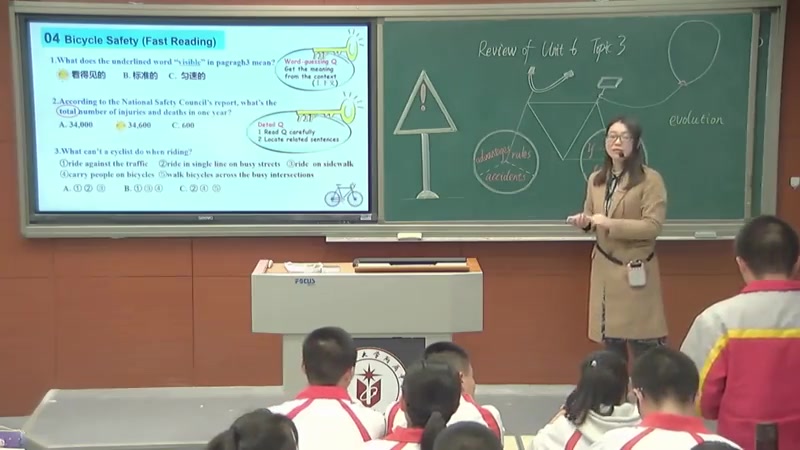 04 Bicycle Safety (Fast Reading)
1.What does the underlined word "visible" in pagragh3 mean?
看得见的 B. 标准的 C. 匀速的
Word-guessing Q
Get the meaning
from the context
(上下文)
2.According to the National Safety Council's report, what's the
total number of injuries and deaths in one year?
A. 34,000 34,600 C. 600
Detail Q
1 Read Q carefully
2 Locate related sentences
3.What can't a cyclist do when riding?
①ride against the traffic ②ride in single line on busy streets ③ride on sidewalk
④carry people on bicycles ⑤walk bicycles across the busy intersections
A. ①②③ B. ①③④ C. ②④⑤
Review of Unit 6 Topic 3
!
evolution
rules
accidents
If
FOCUS